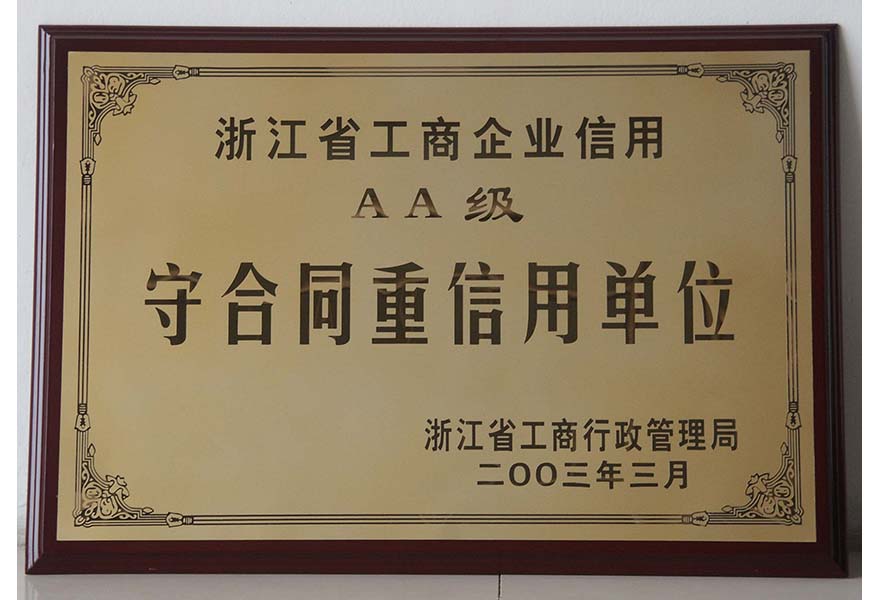 浙江省工商企业信用
AA级
守合同重信用单位
浙江省工商行政管理局
二OO三年三月